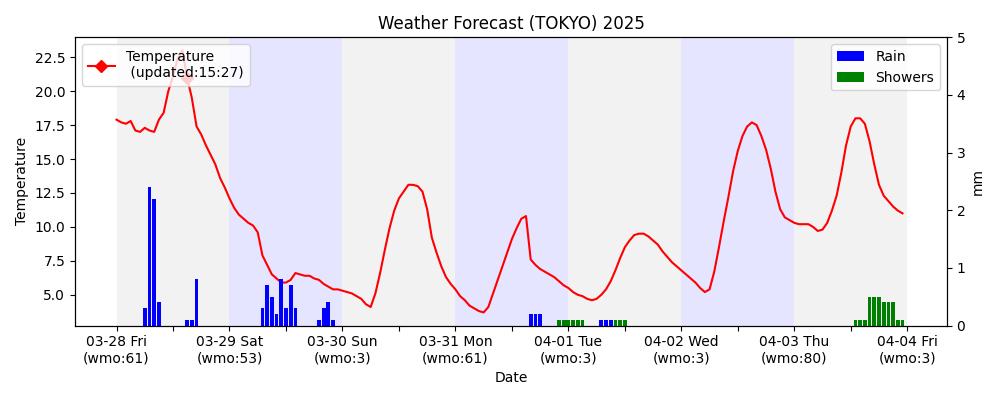 Weather Forecast (TOKYO) 2025
Temperature
(updated:15:27)
Rain
Showers
22.5
20.0
17.5
15.0
12.5
10.0
7.5
5.0
Temperature
5
4
3
2
1
0
mm
03-28 Fri
(wmo:61)
03-29 Sat
(wmo:53)
03-30 Sun
(wmo:3)
03-31 Mon
(wmo:61)
04-01 Tue
(wmo:3)
04-02 Wed
(wmo:3)
04-03 Thu
(wmo:80)
04-04 Fri
(wmo:3)
Date